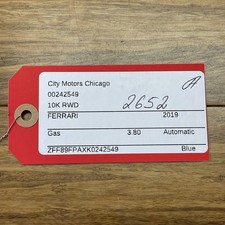 City Motors Chicago
00242549
10K RWD 2652
FERRARI 2019
Gas 3.80 Automatic
ZFF89FPAXK0242549 Blue